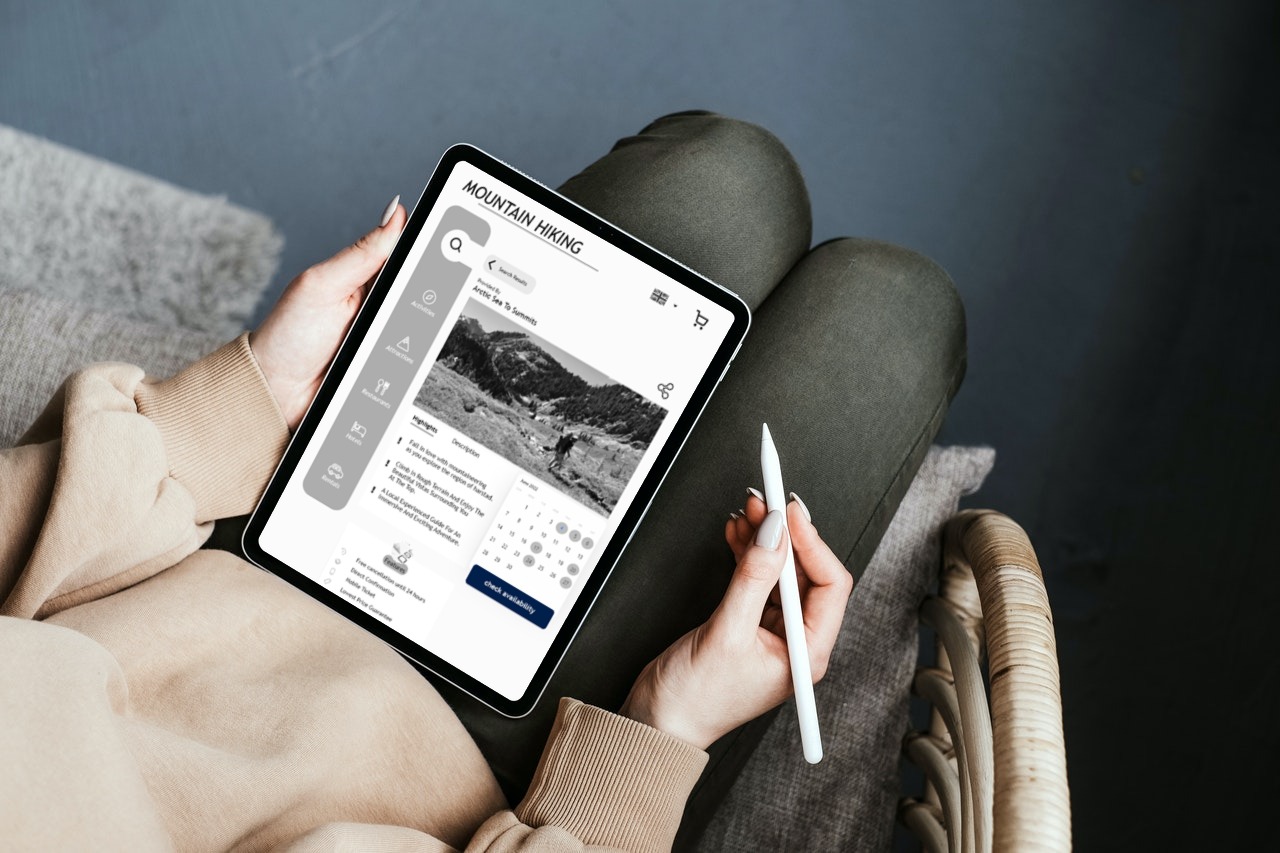 MOUNTAIN HIKING
Search Results
Provided By
Arctic Sea To Summits
Activities
Attractions
Restaurants
Hotels
Highlights
Description
Fall in love with mountaineering
as you explore the region of harstad.
Climb In Rough Terrain And Enjoy The
Beautiful Vistas Surrounding You
At The Top.
A Local Experienced Guide For An
Immersive And Exciting Adventure.
June 2022
Features
Free cancellation until 24 hours
Direct Confirmation
Mobile Ticket
Lowest Price Guarantee
check availability